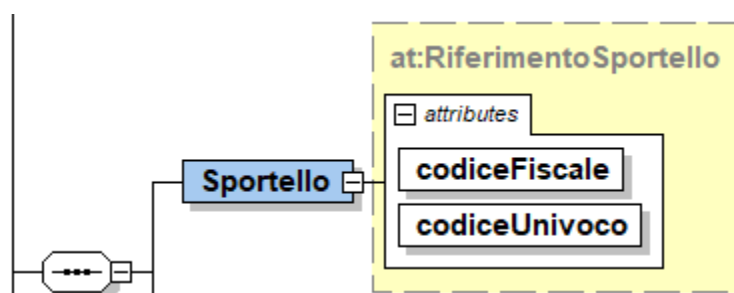 at:RiferimentoSportello
attributes
Sportello
codiceFiscale
codiceUnivoco